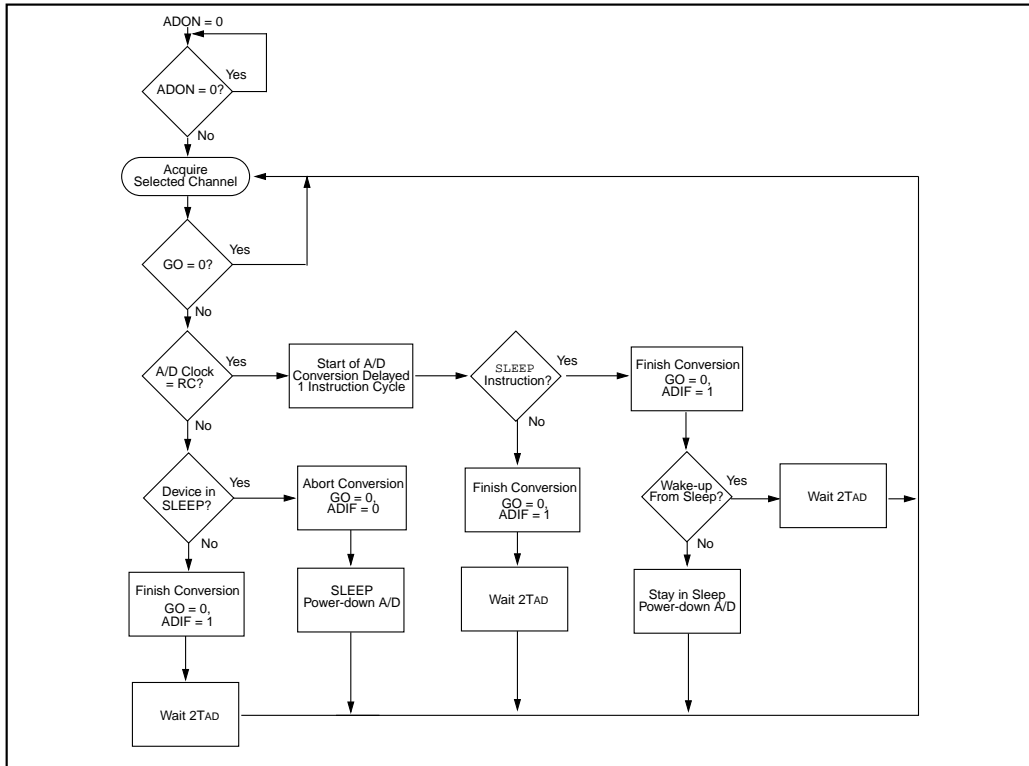 ADON = 0
Yes
ADON = 0?
No
Acquire
Selected Channel
Yes
GO = 0?
No
A/D Clock
= RC?
Yes
Start of A/D
Conversion Delayed
1 Instruction Cycle
SLEEP
Instruction?
Yes
Finish Conversion
GO = 0,
ADIF = 1
No
No
Device in
SLEEP?
Yes
Abort Conversion
GO = 0,
ADIF = 0
Finish Conversion
GO = 0,
ADIF = 1
Wake-up
From Sleep?
Yes
Wait 2TAD
No
No
Finish Conversion
GO = 0,
ADIF = 1
SLEEP
Power-down A/D
Wait 2TAD
Stay in Sleep
Power-down A/D
Wait 2TAD